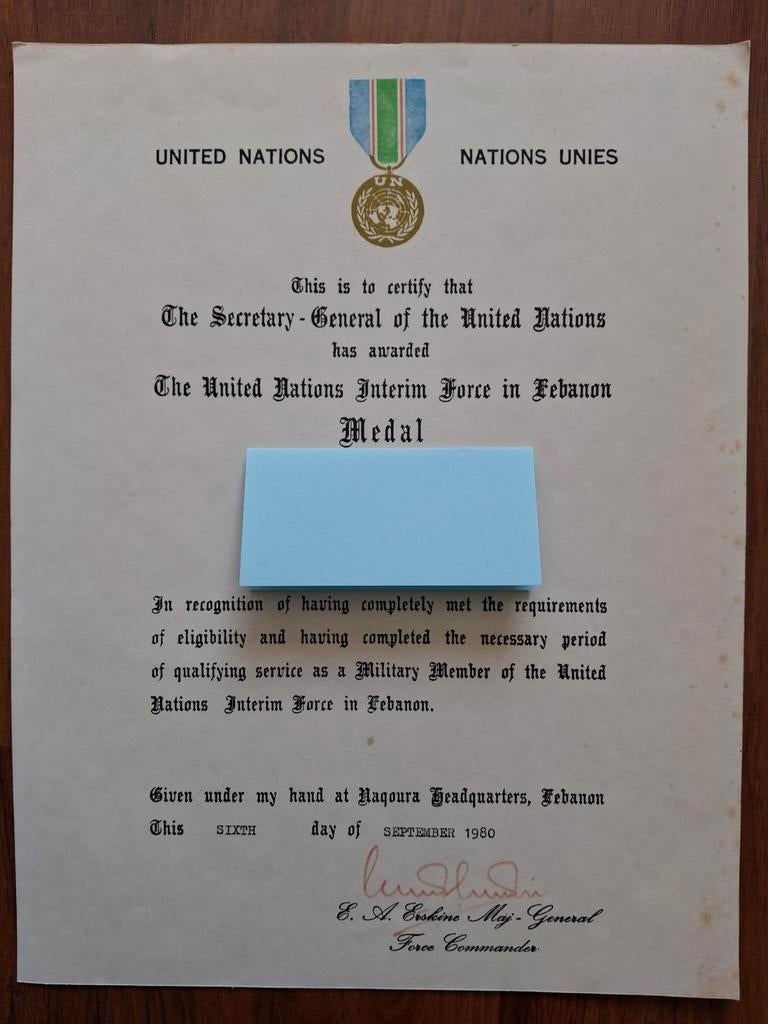 UNITED NATIONS NATIONS UNIES
UN
This is to certify that
The Secretary-General of the United Nations
has awarded
The United Nations Interim Force in Lebanon
Medal
In recognition of having completely met the requirements
of eligibility and having completed the necessary period
of qualifying service as a Military Member of the United
Nations Interim Force in Lebanon.
Given under my hand at Naqoura Headquarters, Lebanon
This SIXTH day of SEPTEMBER 1980
E. A. Erskine Maj-General
Force Commander